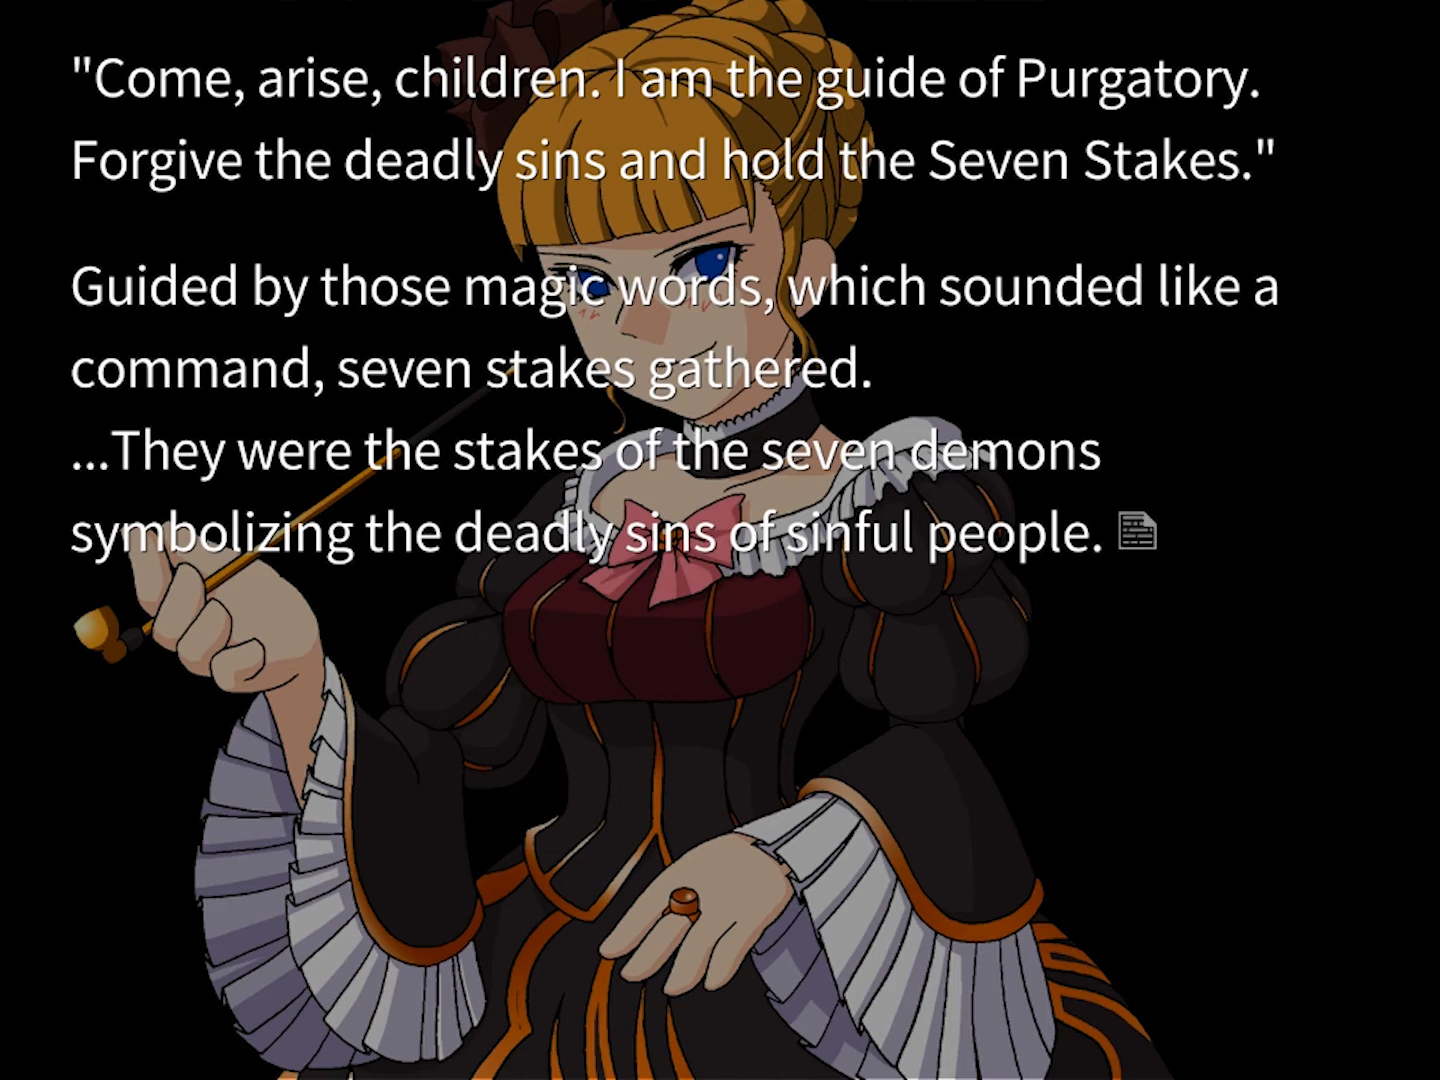 "Come, arise, children. I am the guide of Purgatory.
Forgive the deadly sins and hold the Seven Stakes."
Guided by those magic words, which sounded like a
command, seven stakes gathered.
...They were the stakes of the seven demons
symbolizing the deadly sins of sinful people.